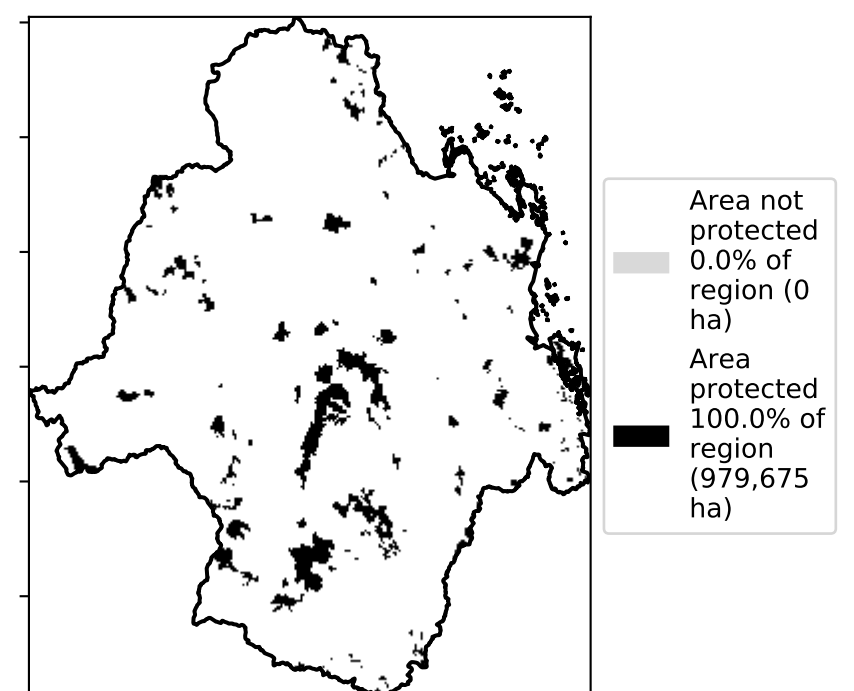 Area not
protected
0.0% of
region (0
ha)
Area
protected
100.0% of
region
(979,675
ha)